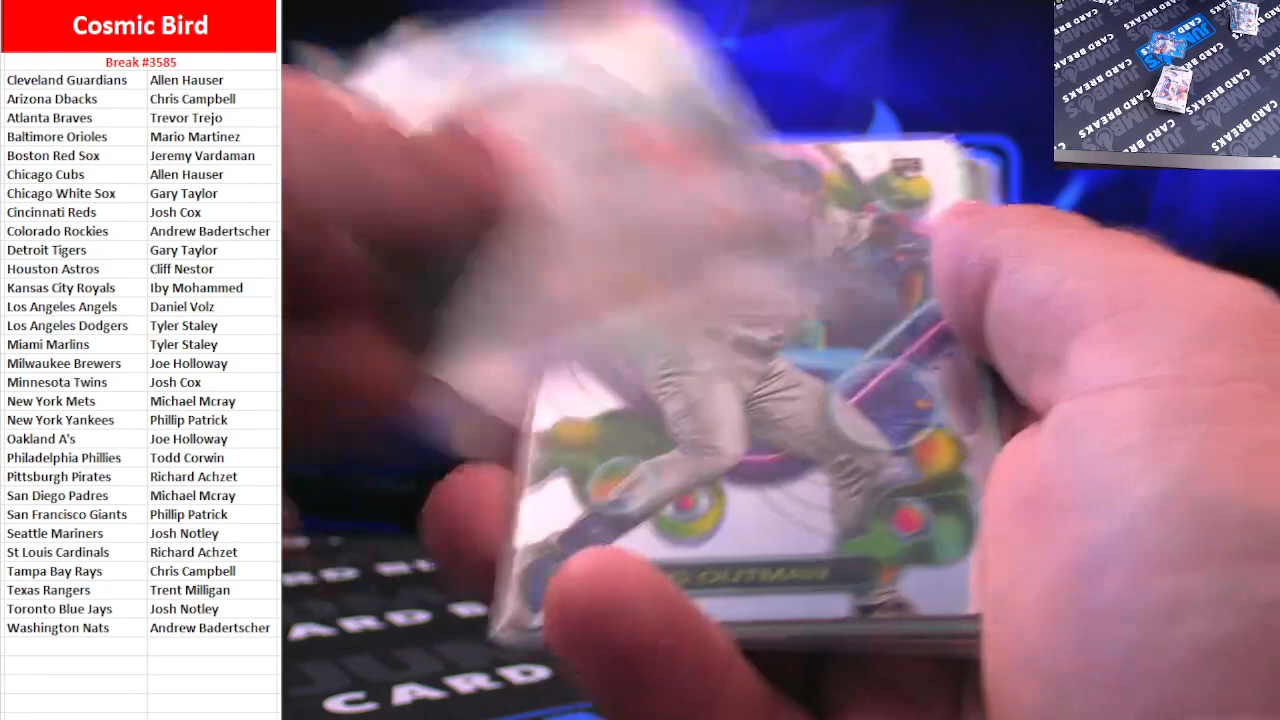 Cosmic Bird
Break #3585
Cleveland Guardians Allen Hauser
Arizona Dbacks Chris Campbell
Atlanta Braves Trevor Trejo
Baltimore Orioles Mario Martinez
Boston Red Sox Jeremy Vardaman
Chicago Cubs Allen Hauser
Chicago White Sox Gary Taylor
Cincinnati Reds Josh Cox
Colorado Rockies Andrew Badertscher
Detroit Tigers Gary Taylor
Houston Astros Cliff Nestor
Kansas City Royals Iby Mohammed
Los Angeles Angels Daniel Volz
Los Angeles Dodgers Tyler Staley
Miami Marlins Tyler Staley
Milwaukee Brewers Joe Holloway
Minnesota Twins Josh Cox
New York Mets Michael Mcray
New York Yankees Phillip Patrick
Oakland A's Joe Holloway
Philadelphia Phillies Todd Corwin
Pittsburgh Pirates Richard Achzet
San Diego Padres Michael Mcray
San Francisco Giants Phillip Patrick
Seattle Mariners Josh Notley
St Louis Cardinals Richard Achzet
Tampa Bay Rays Chris Campbell
Texas Rangers Trent Milligan
Toronto Blue Jays Josh Notley
Washington Nats Andrew Badertscher
OUTMAN
CARD
JUMBO'S
CARD BREAKS
CARD BREAKS
CARD BREAKS